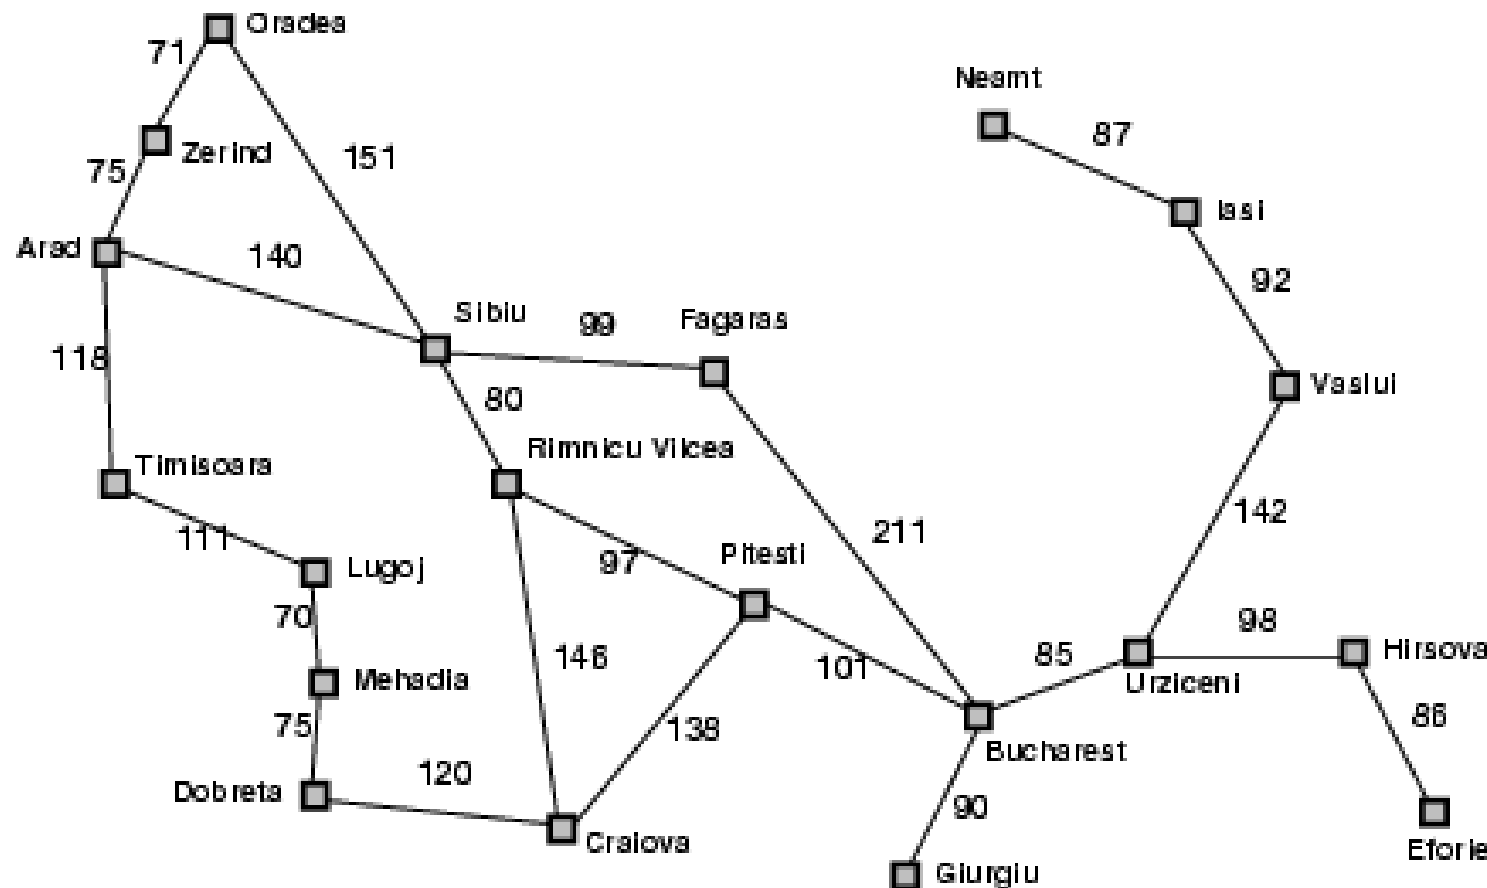 Oradea
71
Neamt
87
Zerind
151
75
Iasi
Arad
140
92
Sibiu
99
Fagaras
118
80
Vaslui
Timisoara
Rimnicu Vilcea
142
111
211
Lugoj
97
Pitesti
70
98
Hirsova
146
101
85
Mehadia
Urziceni
75
138
86
Bucharest
120
Dobreta
90
Craiova
Eforie
Giurgiu